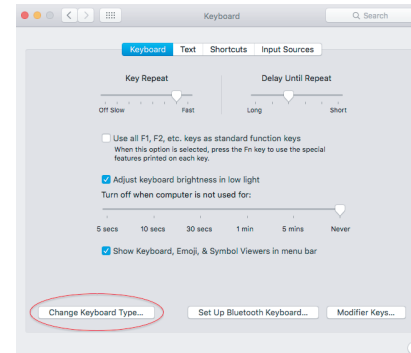 Keyboard
Search
Keyboard Text Shortcuts Input Sources
Key Repeat Delay Until Repeat
Off Slow Fast Long Short
Use all F1, F2, etc. keys as standard function keys
When this option is selected, press the Fn key to use the special
features printed on each key.
Adjust keyboard brightness in low light
Turn off when computer is not used for:
5 secs 10 secs 30 secs 1 min 5 mins Never
Show Keyboard, Emoji, & Symbol Viewers in menu bar
Change Keyboard Type... Set Up Bluetooth Keyboard... Modifier Keys...